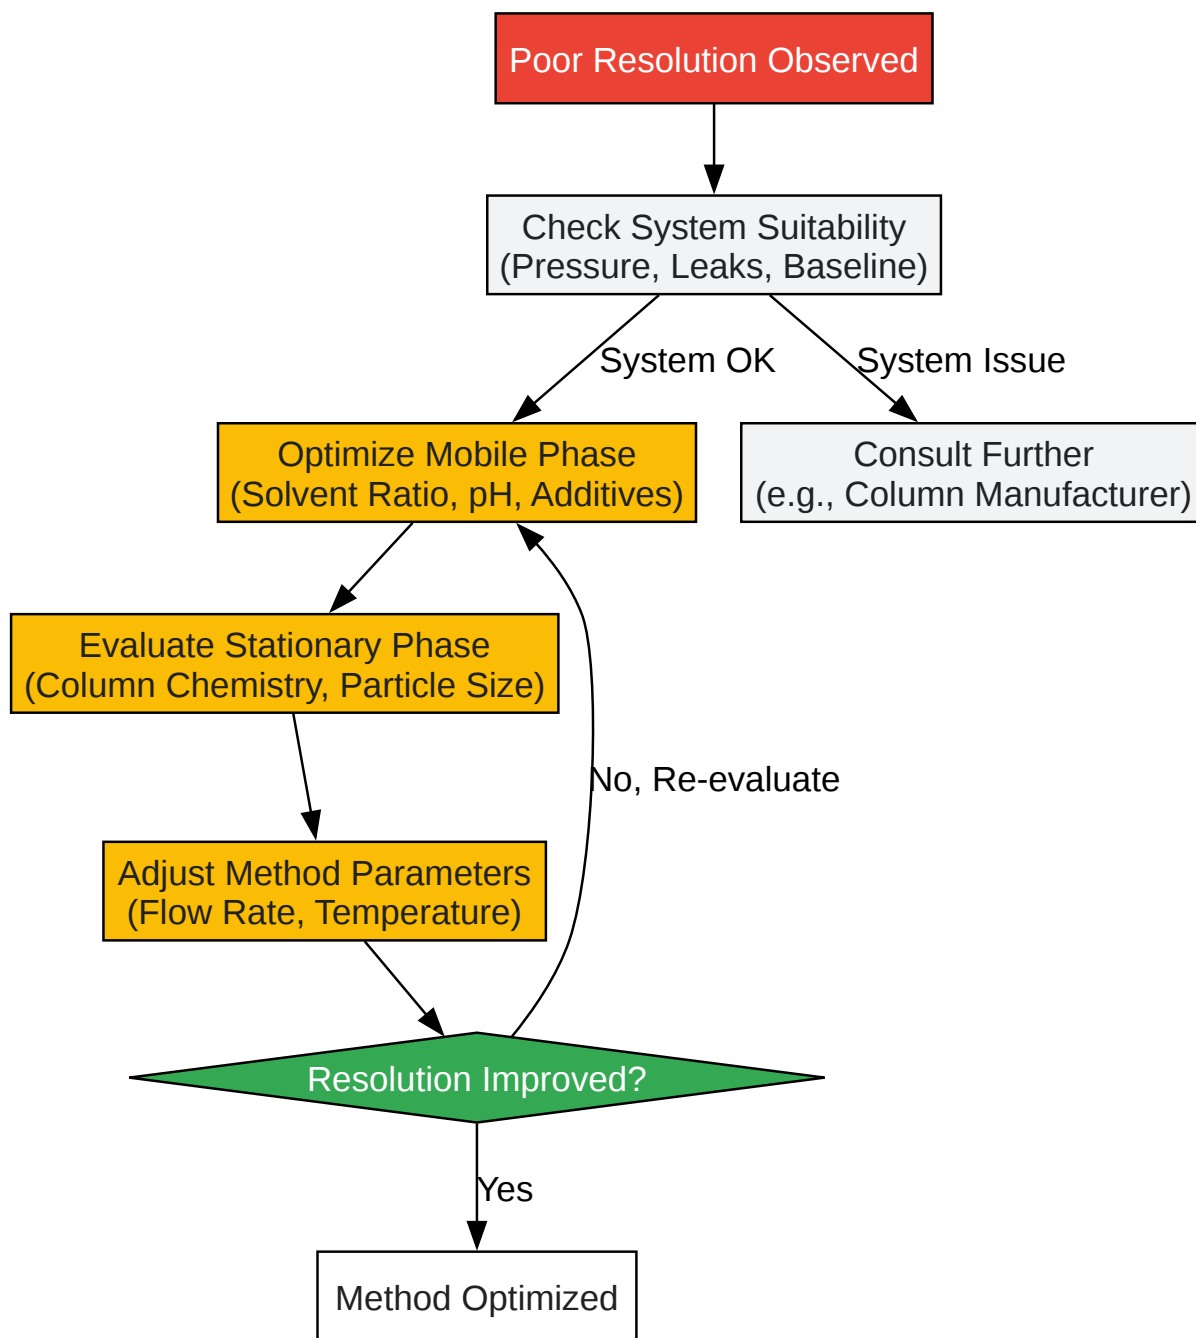 Poor Resolution Observed
Check System Suitability
(Pressure, Leaks, Baseline)
System OK
System Issue
Optimize Mobile Phase
(Solvent Ratio, pH, Additives)
Consult Further
(e.g., Column Manufacturer)
Evaluate Stationary Phase
(Column Chemistry, Particle Size)
No, Re-evaluate
Adjust Method Parameters
(Flow Rate, Temperature)
Resolution Improved?
Yes
Method Optimized